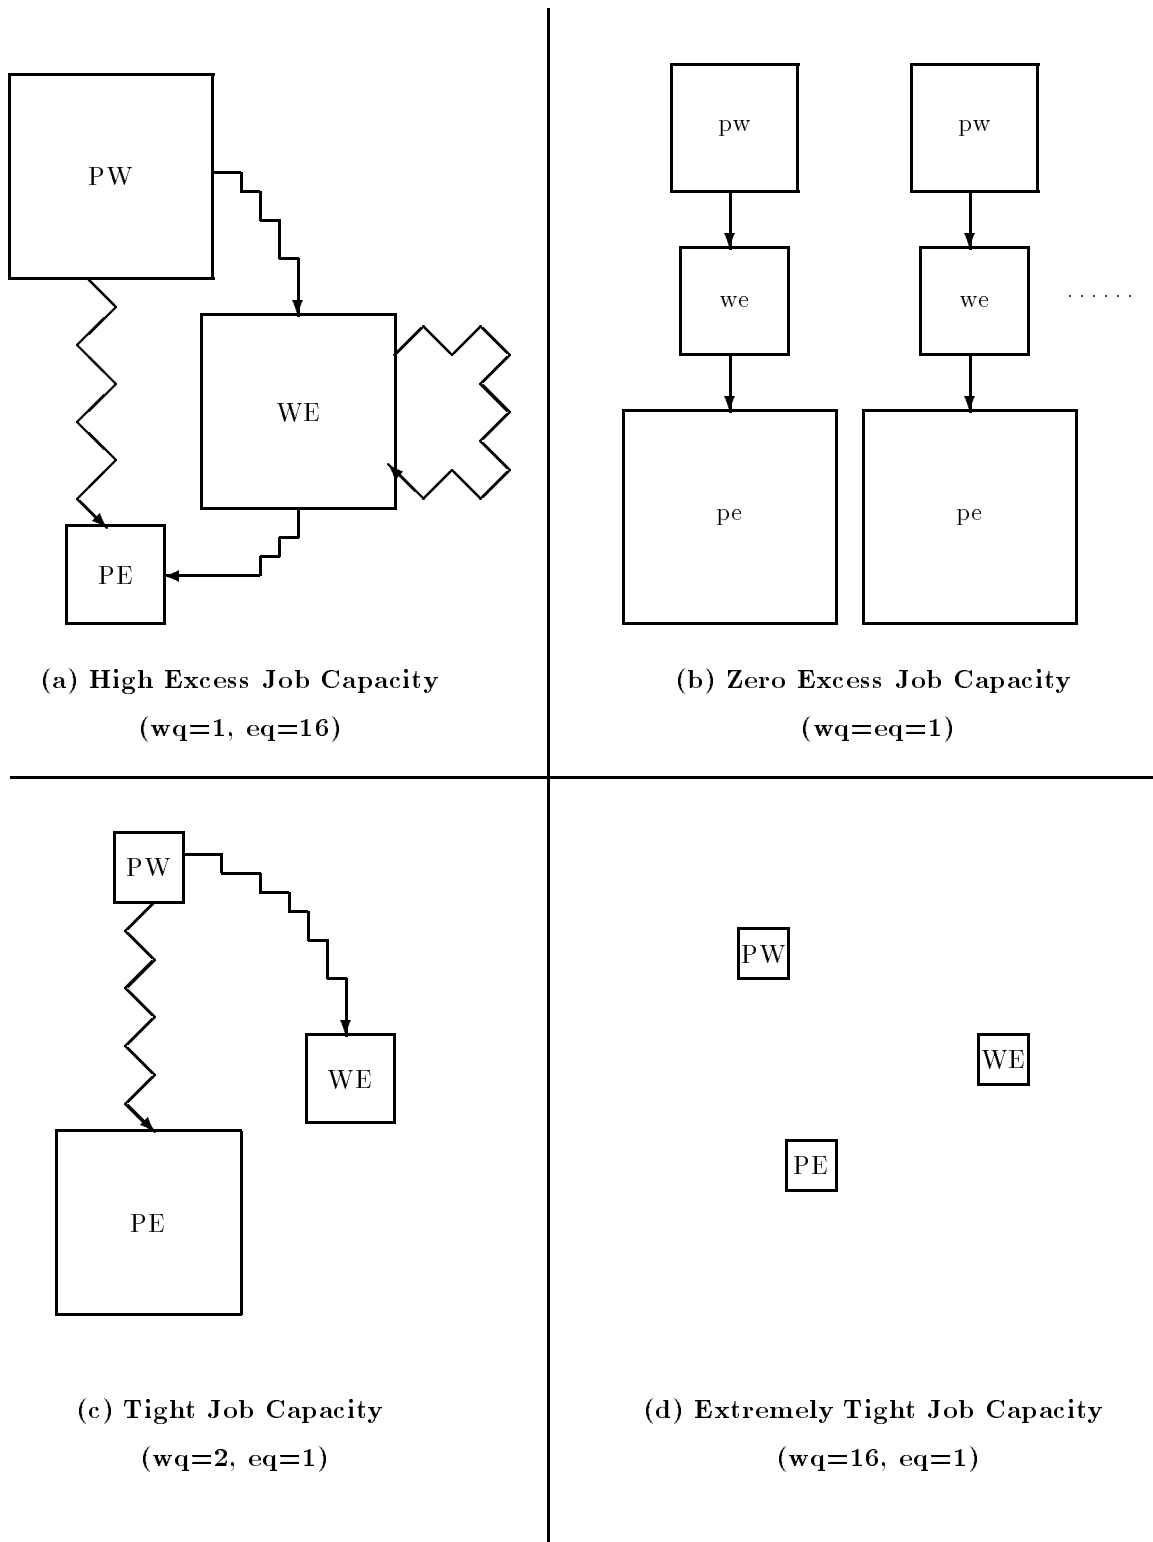 PW
WE
PE
(a) High Excess Job Capacity
(wq=1, eq=16)
pw
pw
we
we
......
pe
pe
(b) Zero Excess Job Capacity
(wq=eq=1)
PW
WE
PE
(c) Tight Job Capacity
(wq=2, eq=1)
PW
WE
PE
(d) Extremely Tight Job Capacity
(wq=16, eq=1)